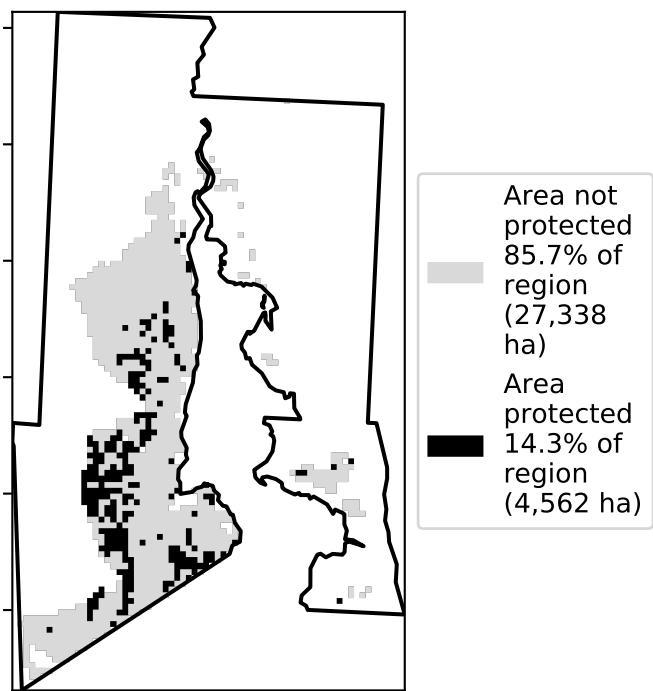 Area not
protected
85.7% of
region
(27,338
ha)
Area
protected
14.3% of
region
(4,562 ha)